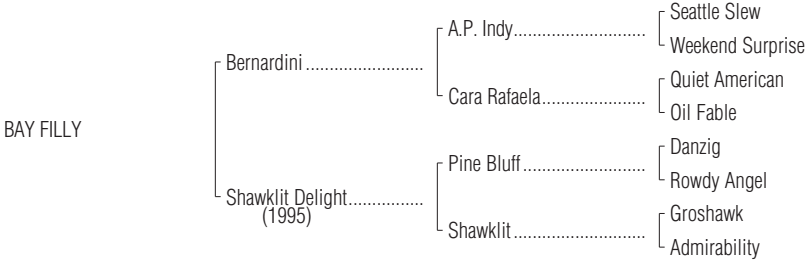 Seattle Slew
A.P. Indy..............................
Weekend Surprise
Bernardini ...........................
Quiet American
Cara Rafaela........................
Oil Fable
BAY FILLY
Danzig
Pine Bluff............................
Rowdy Angel
Shawklit Delight.................
(1995)
Groshawk
Shawklit..............................
Admirability